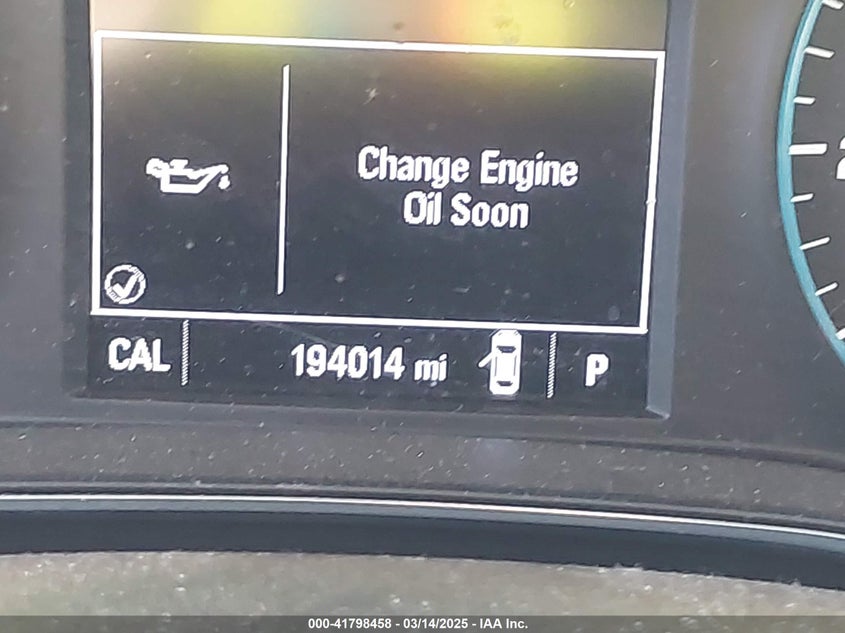 Change Engine
Oil Soon
CAL 194014 mi P
000-41798458 - 03/14/2025 - IAA Inc.